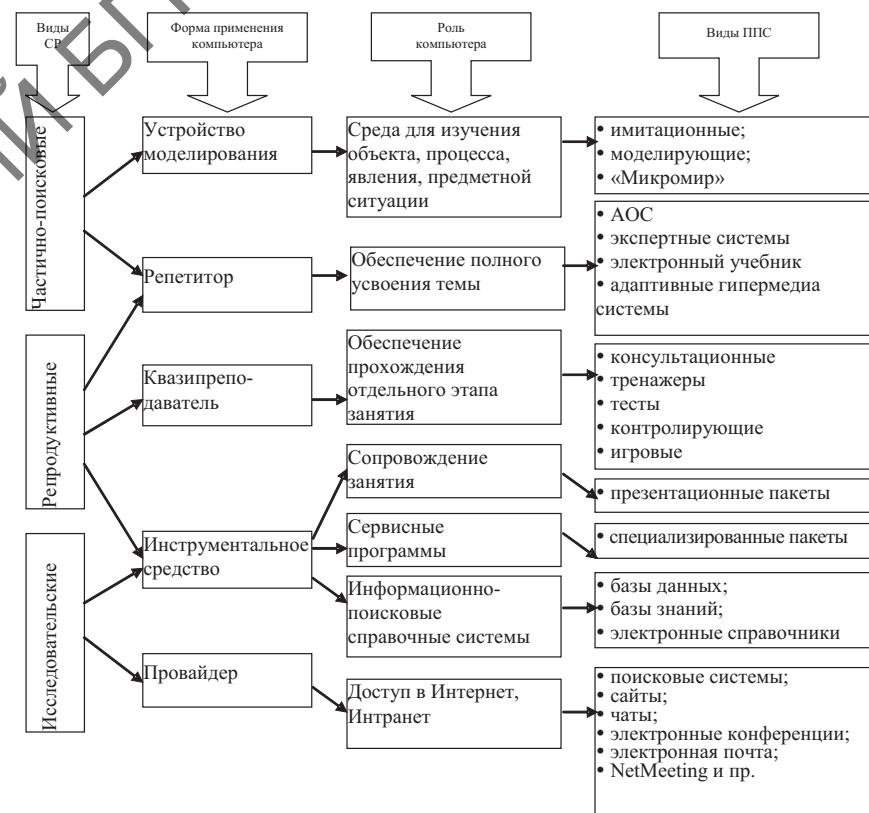 Виды
СР
Форма применения
компьютера
Роль
компьютера
Виды ППС
Частично-поисковые
Устройство
моделирования
Среда для изучения
объекта, процесса,
явления, предметной
ситуации
• имитационные;
• моделирующие;
• «Микромир»
Репетитор
Обеспечение полного
усвоения темы
• АОС
• экспертные системы
• электронный учебник
• адаптивные гипермедиа
системы
Репродуктивные
Квазипрепо-
даватель
Обеспечение
прохождения
отдельного этапа
занятия
• консультационные
• тренажеры
• тесты
• контролирующие
• игровые
Сопровождение
занятия
• презентационные пакеты
Исследовательские
Инструментальное
средство
Сервисные
программы
• специализированные пакеты
Информационно-
поисковые
справочные системы
• базы данных;
• базы знаний;
• электронные справочники
Провайдер
Доступ в Интернет,
Интранет
• поисковые системы;
• сайты;
• чаты;
• электронные конференции;
• электронная почта;
• NetMeeting и пр.